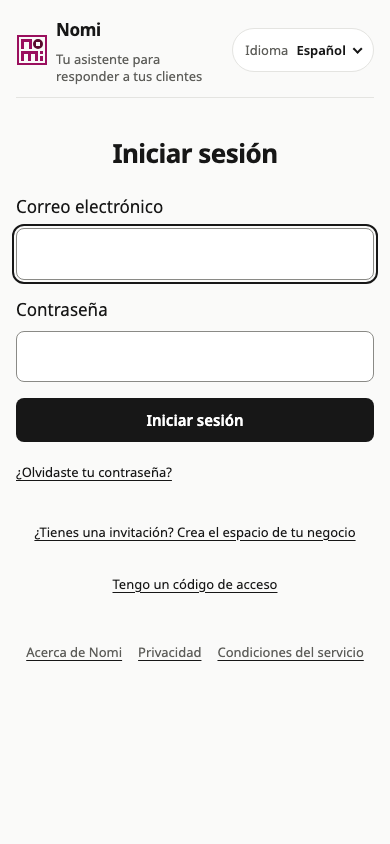 Nomi
Tu asistente para
responder a tus clientes
Idioma Español
Iniciar sesión
Correo electrónico
Contraseña
Iniciar sesión
¿Olvidaste tu contraseña?
¿Tienes una invitación? Crea el espacio de tu negocio
Tengo un código de acceso
Acerca de Nomi Privacidad Condiciones del servicio